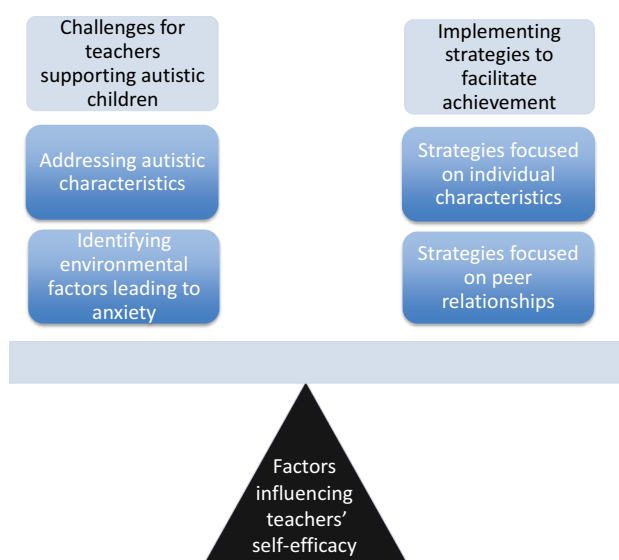 Challenges for
teachers
supporting autistic
children
Addressing autistic
characteristics
Identifying
environmental
factors leading to
anxiety
Implementing
strategies to
facilitate
achievement
Strategies focused
on individual
characteristics
Strategies focused
on peer
relationships
Factors
influencing
teachers’
self-efficacy